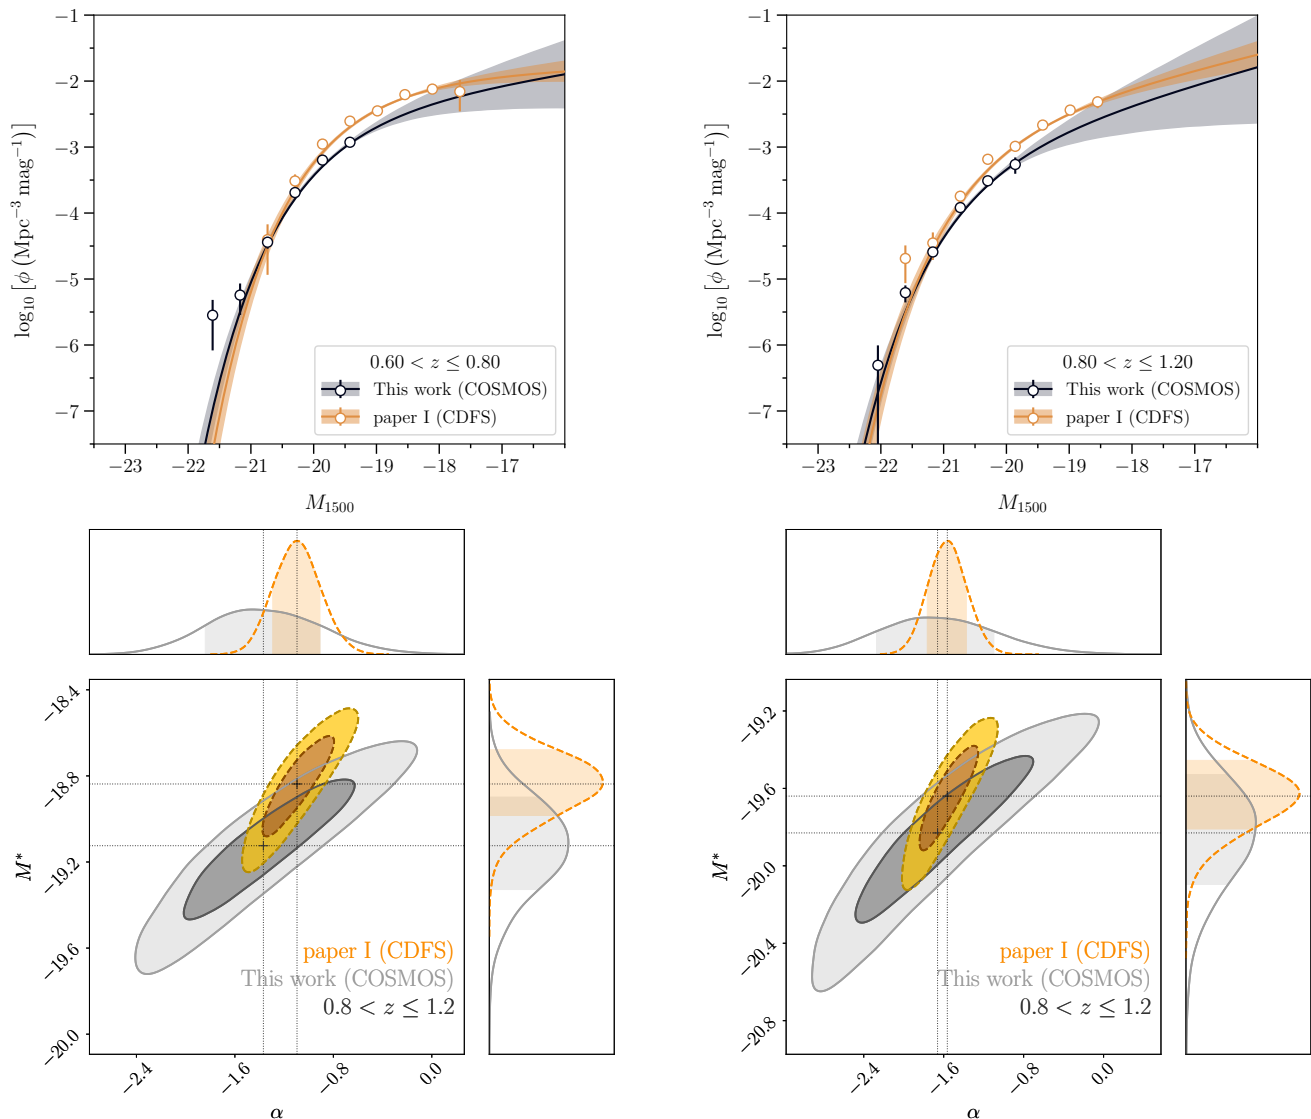 −1
−2
−3
−4
−5
−6
−7
log₁₀ [ϕ (Mpc⁻³ mag⁻¹)]
0.60 < z ≤ 0.80
This work (COSMOS)
paper I (CDFS)
−23 −22 −21 −20 −19 −18 −17
M₁₅₀₀
−1
−2
−3
−4
−5
−6
−7
log₁₀ [ϕ (Mpc⁻³ mag⁻¹)]
0.80 < z ≤ 1.20
This work (COSMOS)
paper I (CDFS)
−23 −22 −21 −20 −19 −18 −17
M₁₅₀₀
−18.4
−18.8
−19.2
−19.6
−20.0
M*
paper I (CDFS)
This work (COSMOS)
0.8 < z ≤ 1.2
−2.4 −1.6 −0.8 0.0
α
−19.2
−19.6
−20.0
−20.4
−20.8
M*
paper I (CDFS)
This work (COSMOS)
0.8 < z ≤ 1.2
−2.4 −1.6 −0.8 0.0
α